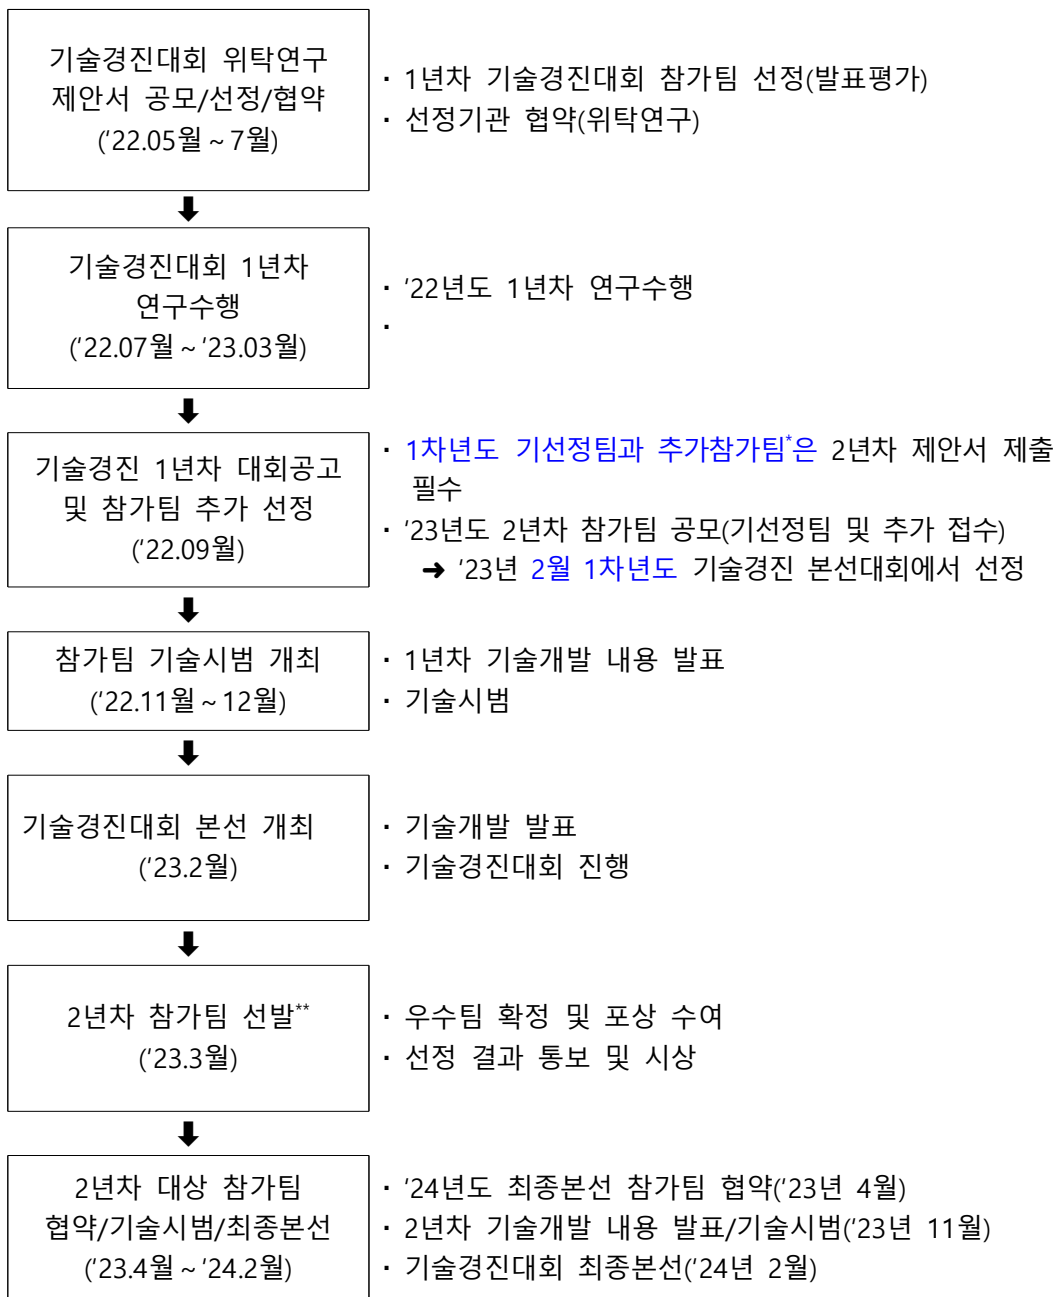 기술경진대회 위탁연구
제안서 공모/선정/협약
('22.05월~7월)
· 1년차 기술경진대회 참가팀 선정(발표평가)
· 선정기관 협약(위탁연구)
기술경진대회 1년차
연구수행
('22.07월~'23.03월)
· '22년도 1년차 연구수행
·
기술경진 1년차 대회공고
및 참가팀 추가 선정
('22.09월)
· 1차년도 기선정팀과 추가참가팀*은 2년차 제안서 제출
필수
· '23년도 2년차 참가팀 공모(기선정팀 및 추가 접수)
➜ '23년 2월 1차년도 기술경진 본선대회에서 선정
참가팀 기술시범 개최
('22.11월~12월)
· 1년차 기술개발 내용 발표
· 기술시범
기술경진대회 본선 개최
('23.2월)
· 기술개발 발표
· 기술경진대회 진행
2년차 참가팀 선발**
('23.3월)
· 우수팀 확정 및 포상 수여
· 선정 결과 통보 및 시상
2년차 대상 참가팀
협약/기술시범/최종본선
('23.4월~'24.2월)
· '24년도 최종본선 참가팀 협약('23년 4월)
· 2년차 기술개발 내용 발표/기술시범('23년 11월)
· 기술경진대회 최종본선('24년 2월)